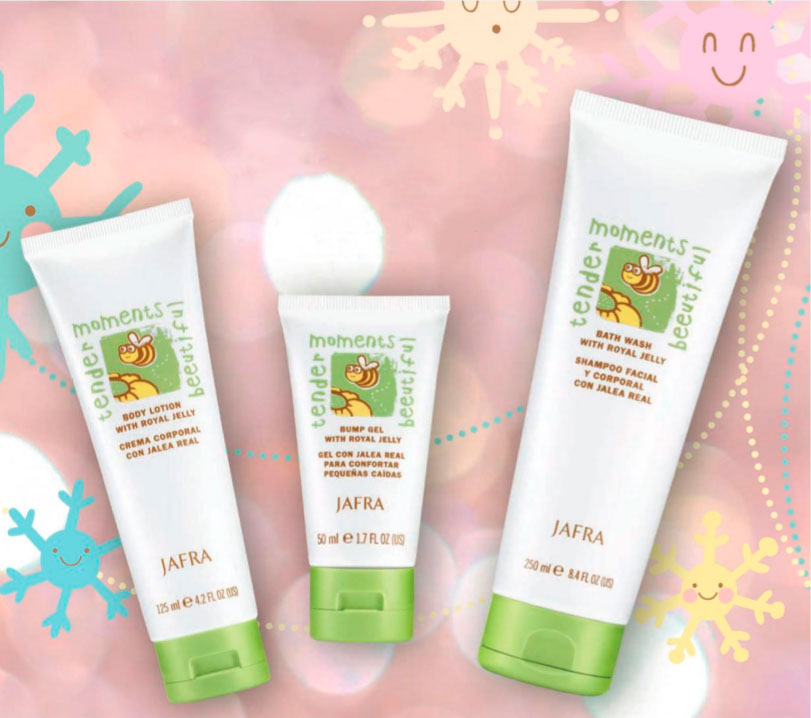 tender
moments
beeutiful
BODY LOTION
WITH ROYAL JELLY
CREMA CORPORAL
CON JALEA REAL
JAFRA
125 ml e 4.2 FL OZ (US)
tender
moments
beeutiful
BUMP GEL
WITH ROYAL JELLY
GEL CON JALEA REAL
PARA CONFORTAR
PEQUEÑAS CAÍDAS
JAFRA
50 ml e 1.7 FL OZ (US)
tender
moments
beeutiful
BATH WASH
WITH ROYAL JELLY
SHAMPOO FACIAL
Y CORPORAL
CON JALEA REAL
JAFRA
250 ml e 8.4 FL OZ (US)